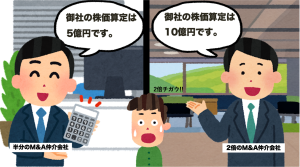 御社の株価算定は
5億円です。
御社の株価算定は
10億円です。
2倍チガウ!!
半分のM&A仲介会社
2倍のM&A仲介会社